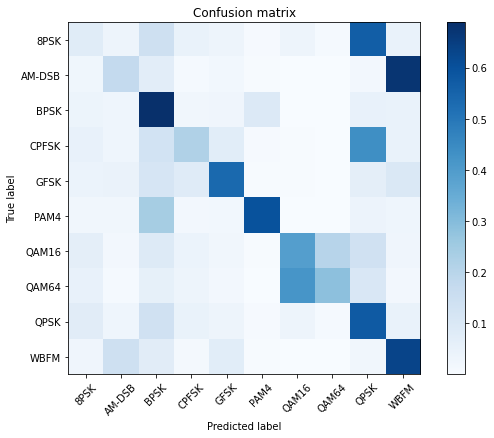 Confusion matrix
True label
8PSK
AM-DSB
BPSK
CPFSK
GFSK
PAM4
QAM16
QAM64
QPSK
WBFM
8PSK
AM-DSB
BPSK
CPFSK
GFSK
PAM4
QAM16
QAM64
QPSK
WBFM
Predicted label
0.6
0.5
0.4
0.3
0.2
0.1